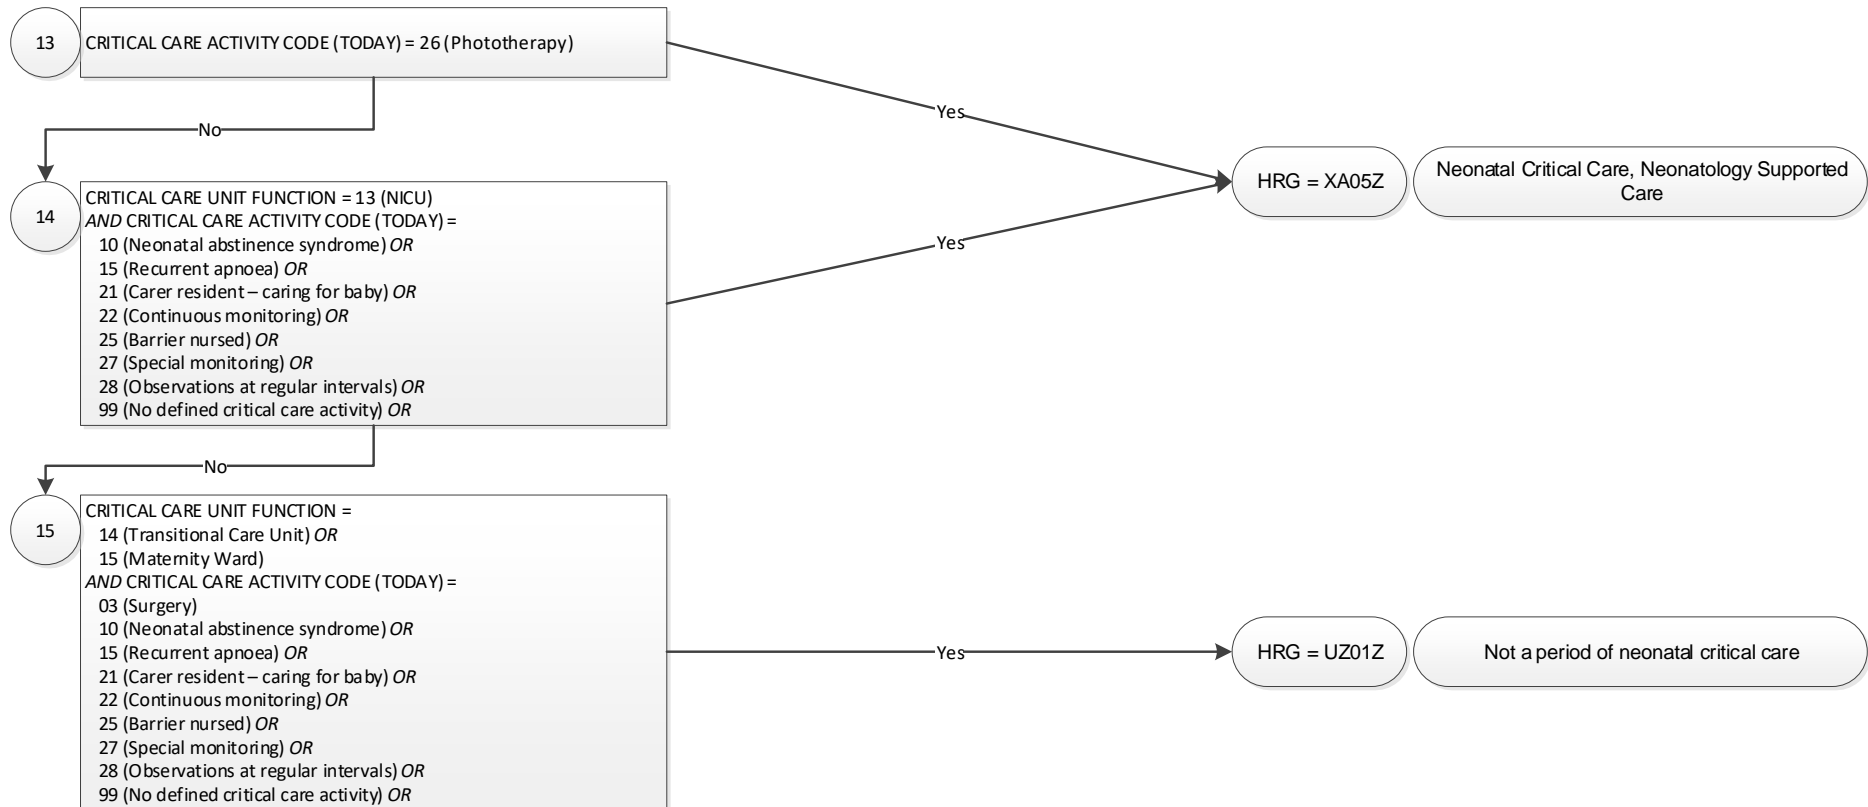 13
CRITICAL CARE ACTIVITY CODE (TODAY) = 26 (Phototherapy)
Yes
No
HRG = XA05Z
Neonatal Critical Care, Neonatology Supported
Care
14
CRITICAL CARE UNIT FUNCTION = 13 (NICU)
AND CRITICAL CARE ACTIVITY CODE (TODAY) =
10 (Neonatal abstinence syndrome) OR
15 (Recurrent apnoea) OR
21 (Carer resident – caring for baby) OR
22 (Continuous monitoring) OR
25 (Barrier nursed) OR
27 (Special monitoring) OR
28 (Observations at regular intervals) OR
99 (No defined critical care activity) OR
Yes
No
15
CRITICAL CARE UNIT FUNCTION =
14 (Transitional Care Unit) OR
15 (Maternity Ward)
AND CRITICAL CARE ACTIVITY CODE (TODAY) =
03 (Surgery)
10 (Neonatal abstinence syndrome) OR
15 (Recurrent apnoea) OR
21 (Carer resident – caring for baby) OR
22 (Continuous monitoring) OR
25 (Barrier nursed) OR
27 (Special monitoring) OR
28 (Observations at regular intervals) OR
99 (No defined critical care activity) OR
Yes
HRG = UZ01Z
Not a period of neonatal critical care